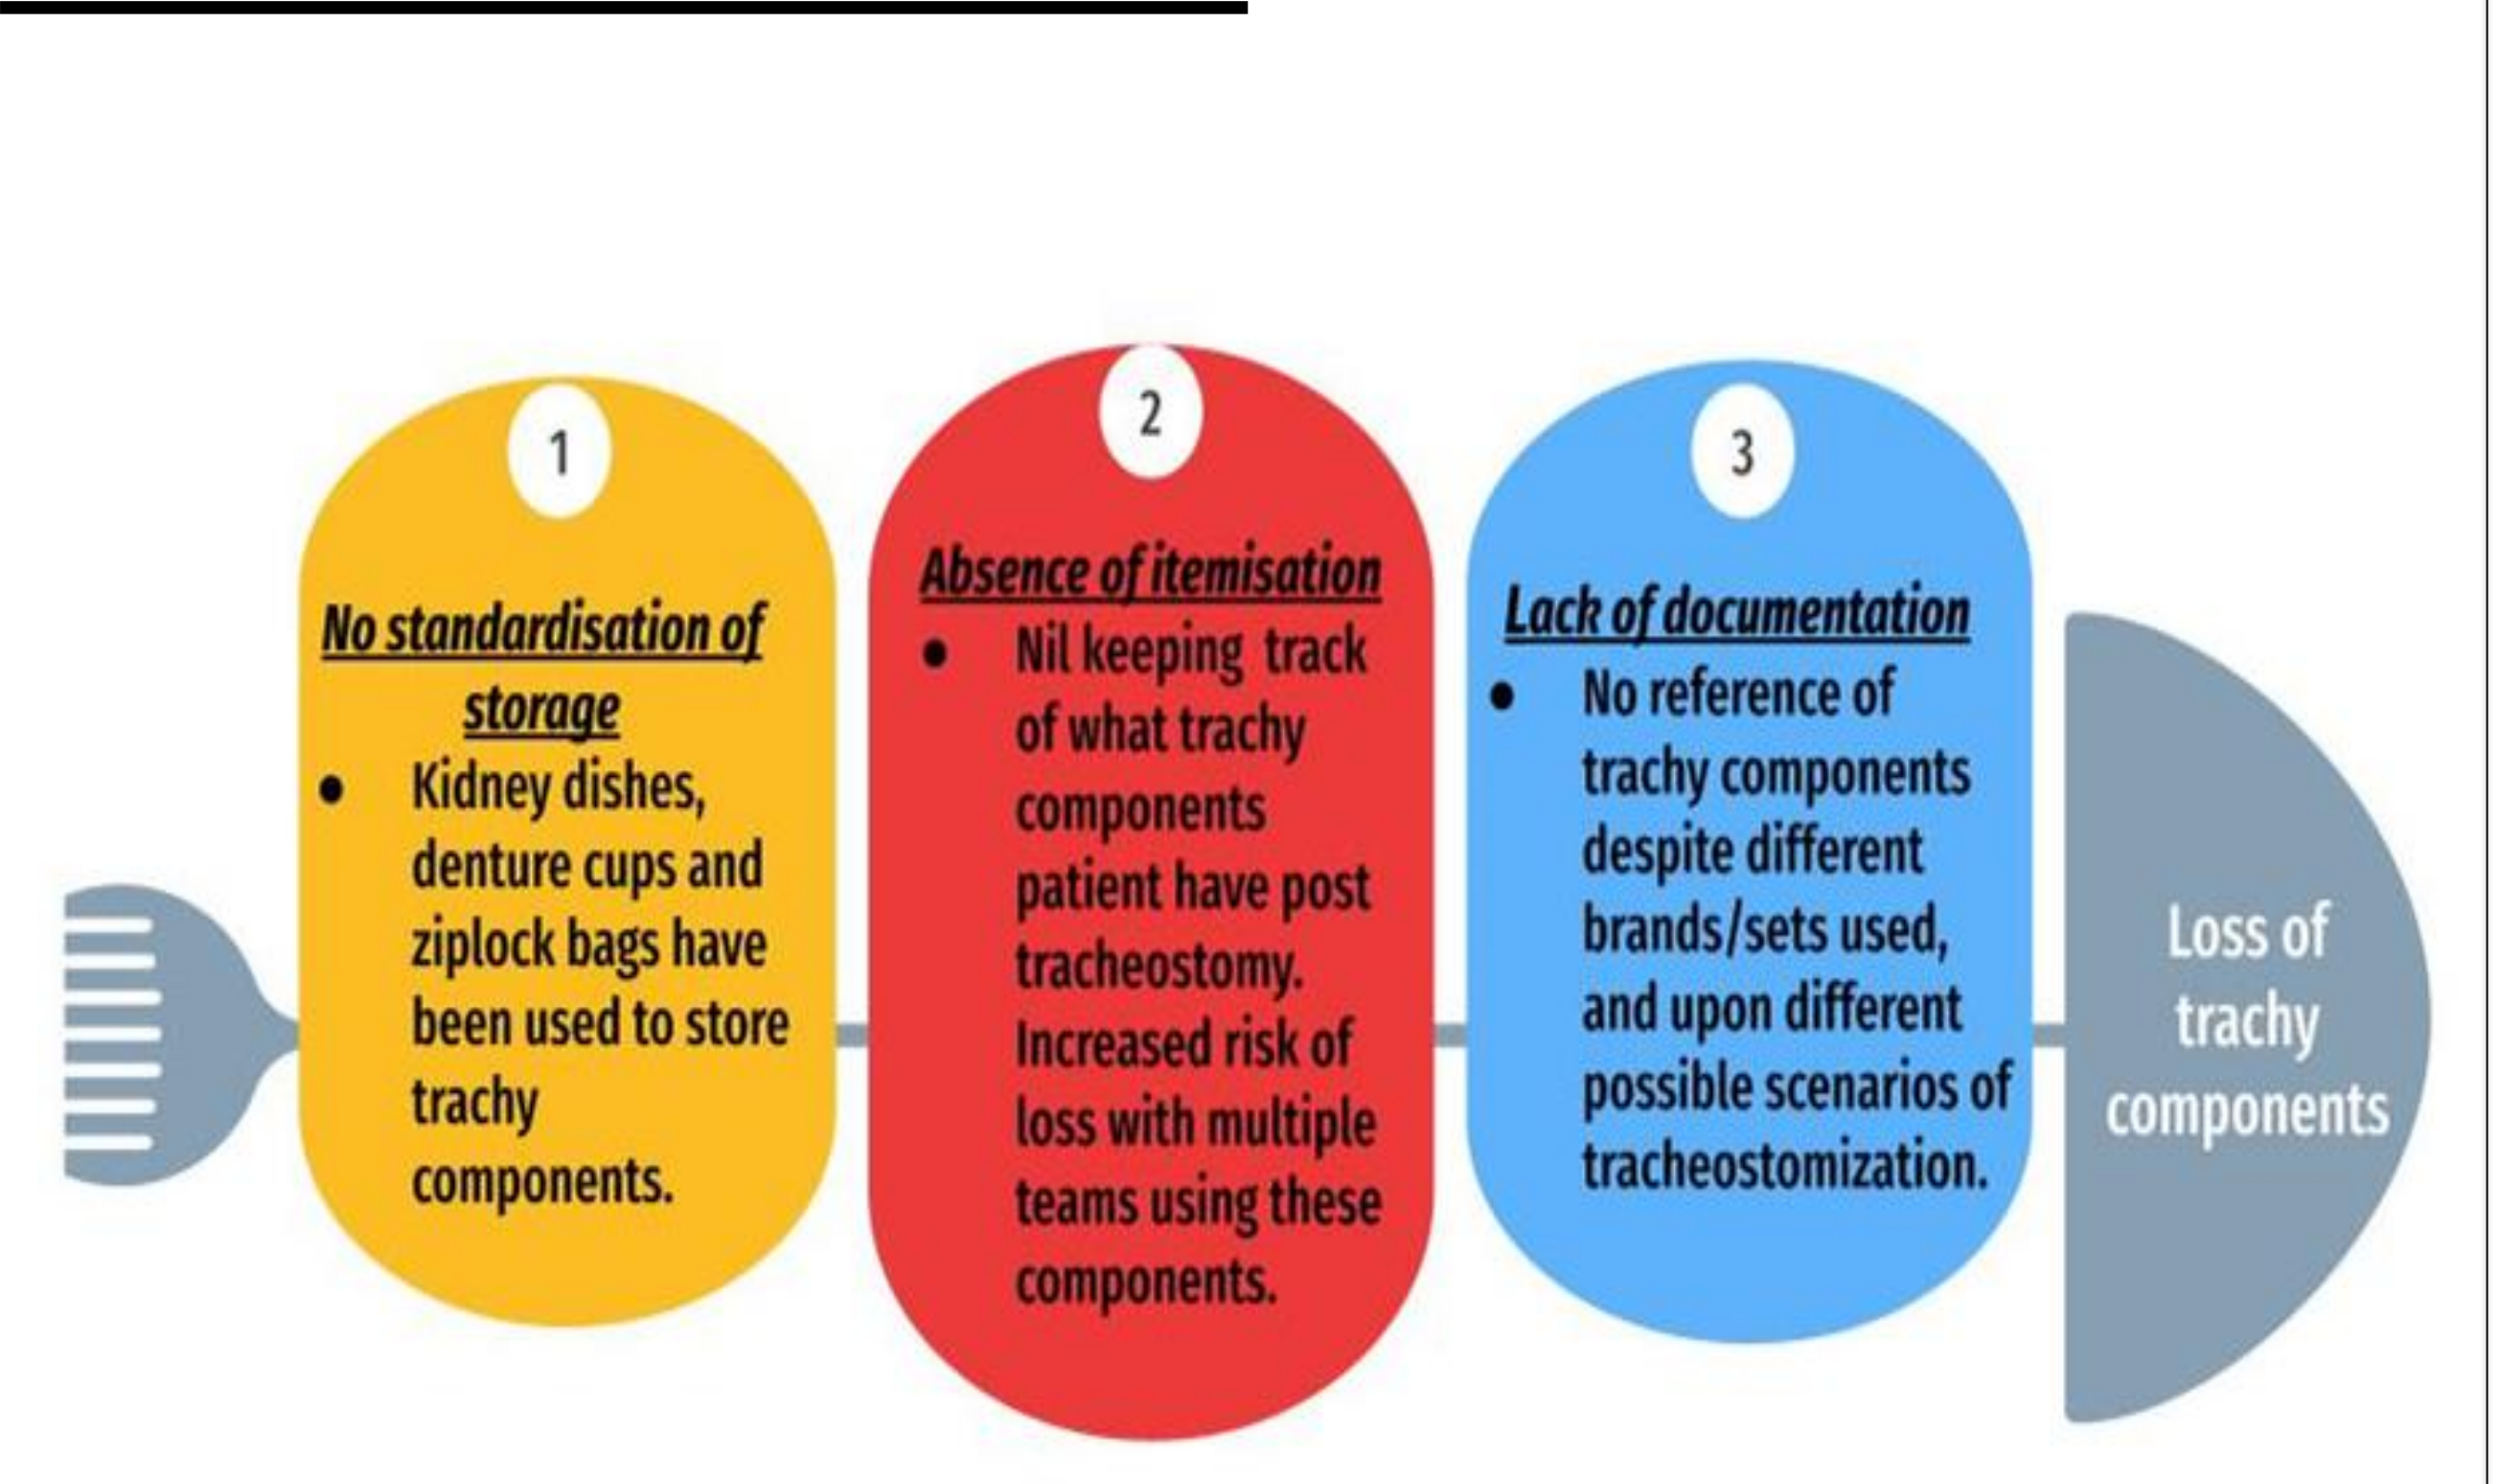 1
No standardisation of
storage
● Kidney dishes,
denture cups and
ziplock bags have
been used to store
trachy
components.
2
Absence of itemisation
● Nil keeping track
of what trachy
components
patient have post
tracheostomy.
Increased risk of
loss with multiple
teams using these
components.
3
Lack of documentation
● No reference of
trachy components
despite different
brands/sets used,
and upon different
possible scenarios of
tracheostomization.
Loss of
trachy
components